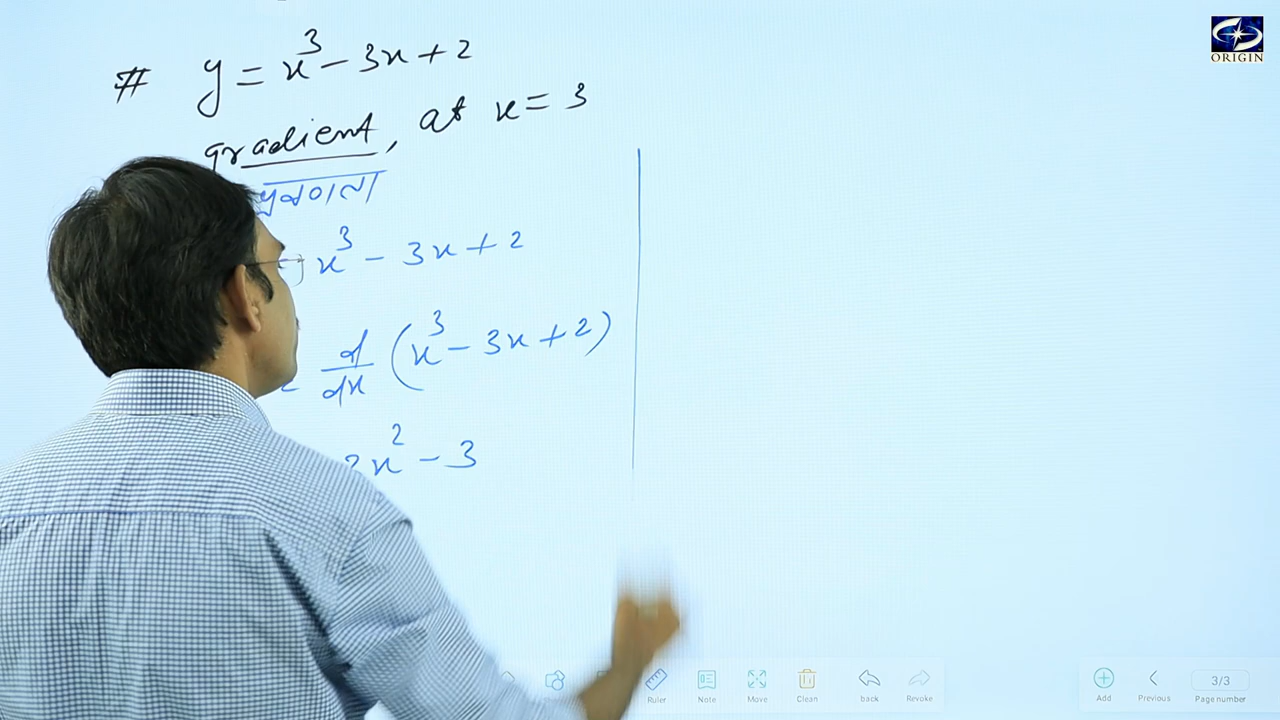 # y = x³ - 3x + 2
gradient, at x = 3
x³ - 3x + 2
= d/dx (x³ - 3x + 2)
3x² - 3
ORIGIN
Ruler Note Move Clean back Revoke Add Previous 3/3 Page number